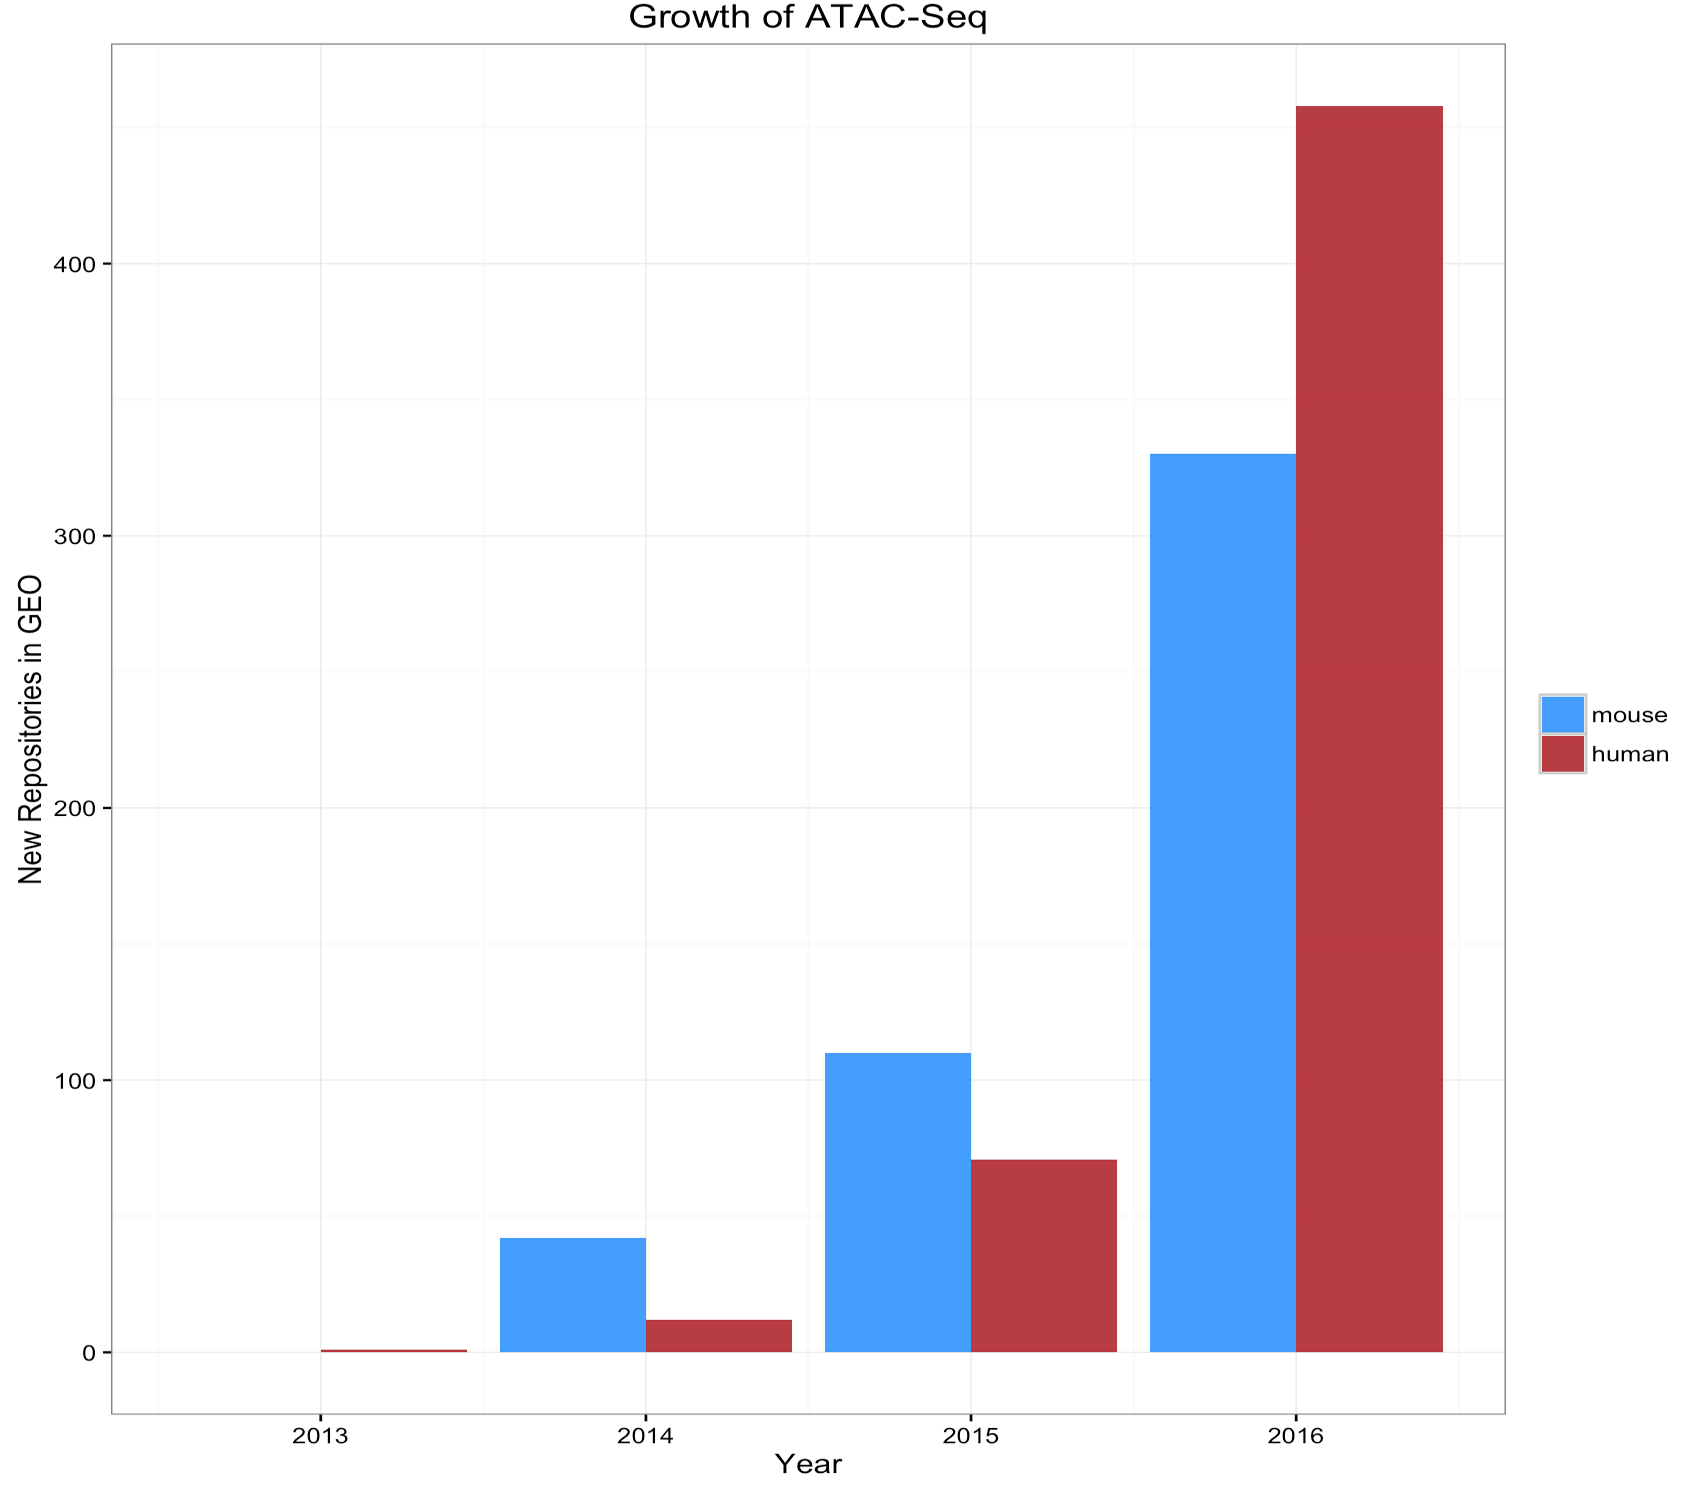 Growth of ATAC-Seq
New Repositories in GEO
400
300
200
100
0
2013 2014 2015 2016
Year
mouse
human